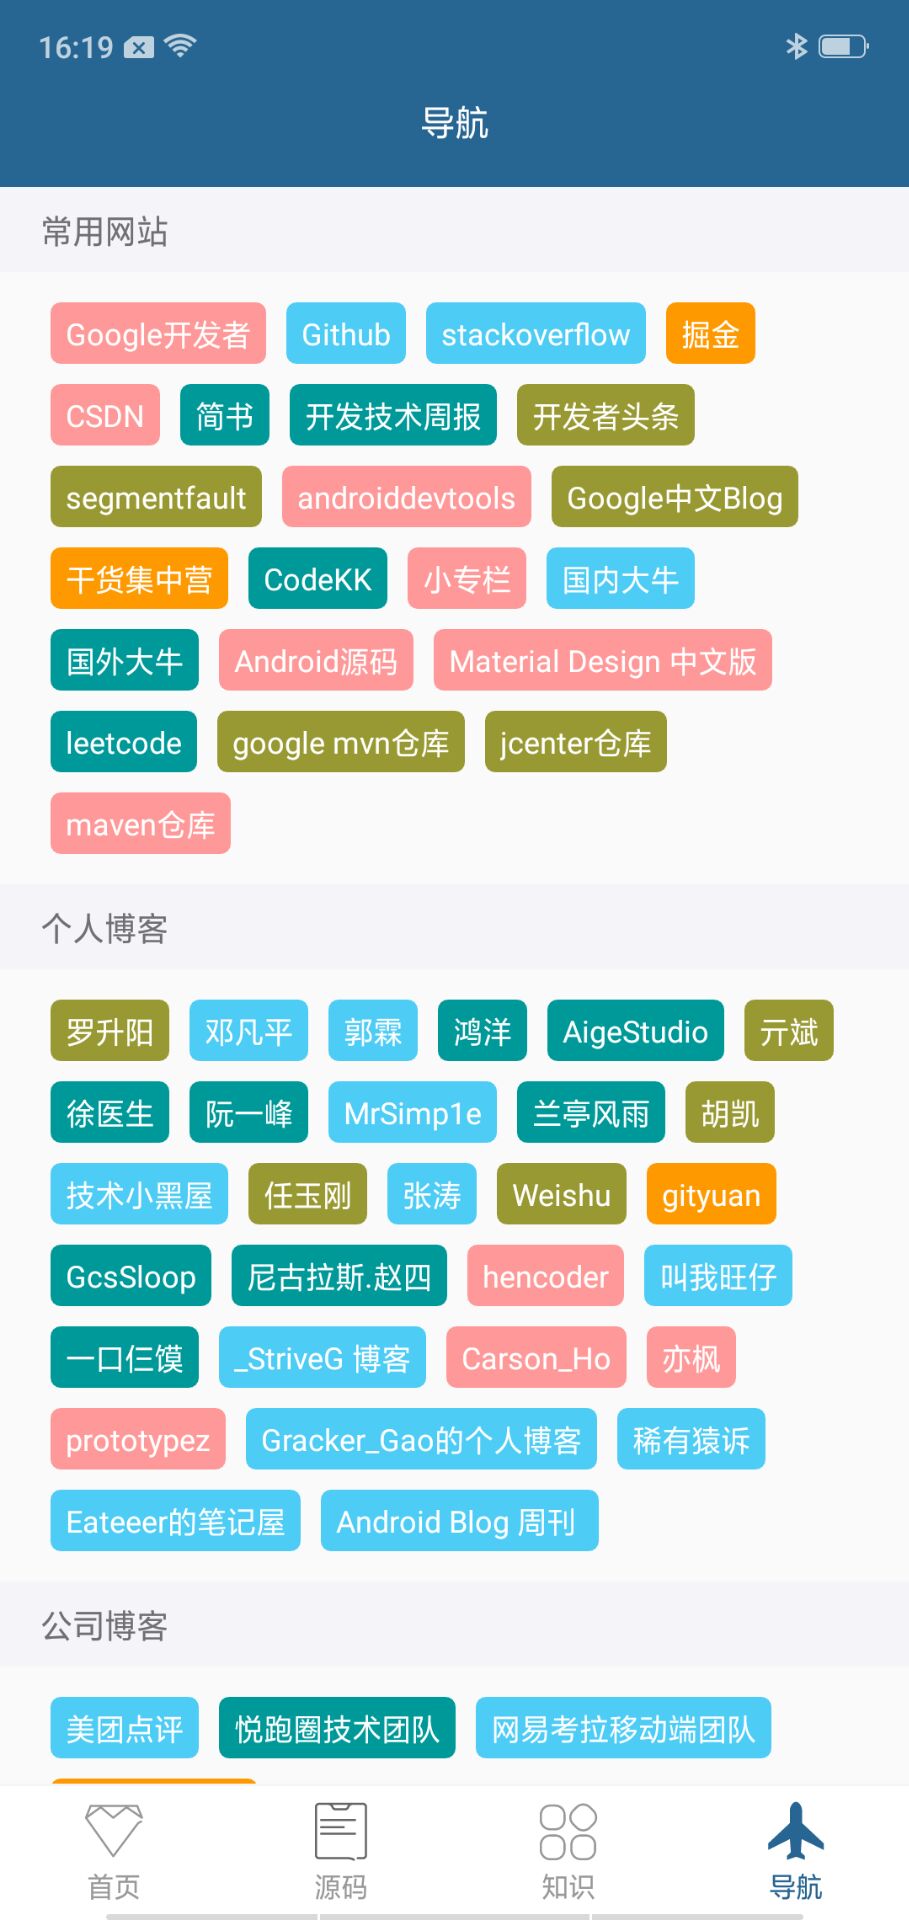 16:19
导航
常用网站
Google开发者 Github stackoverflow 掘金
CSDN 简书 开发技术周报 开发者头条
segmentfault androiddevtools Google中文Blog
干货集中营 CodeKK 小专栏 国内大牛
国外大牛 Android源码 Material Design 中文版
leetcode google mvn仓库 jcenter仓库
maven仓库
个人博客
罗升阳 邓凡平 郭霖 鸿洋 AigeStudio 亓斌
徐医生 阮一峰 MrSimp1e 兰亭风雨 胡凯
技术小黑屋 任玉刚 张涛 Weishu gityuan
GcsSloop 尼古拉斯.赵四 hencoder 叫我旺仔
一口仨馍 _StriveG 博客 Carson_Ho 亦枫
prototypez Gracker_Gao的个人博客 稀有猿诉
Eateeer的笔记屋 Android Blog 周刊
公司博客
美团点评 悦跑圈技术团队 网易考拉移动端团队
首页 源码 知识 导航